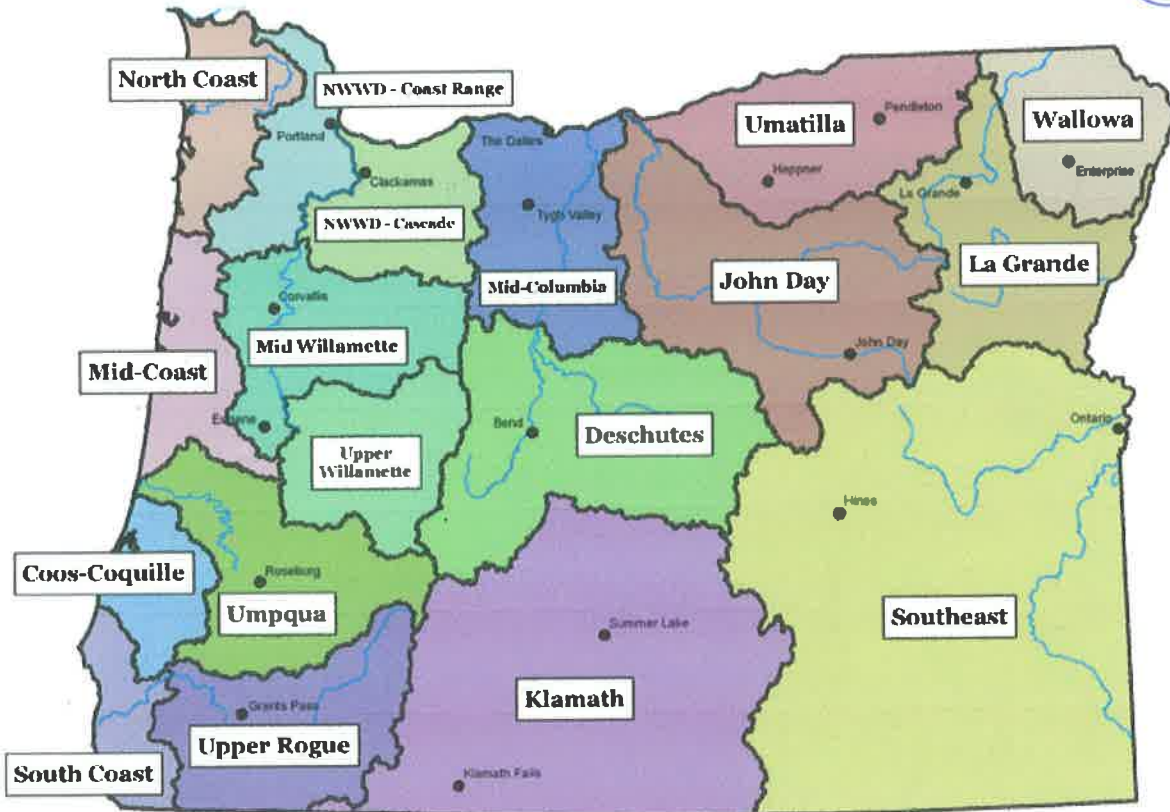 North Coast
NWWD - Coast Range
Portland
Clackamas
NWWD - Cascade
The Dalles
Tygh Valley
Mid-Columbia
Umatilla
Pendleton
Heppner
Wallowa
Enterprise
La Grande
La Grande
John Day
John Day
Corvallis
Mid Willamette
Mid-Coast
Eugene
Upper
Willamette
Bend
Deschutes
Ontario
Hines
Southeast
Coos-Coquille
Roseburg
Umpqua
Summer Lake
Klamath
Grants Pass
Upper Rogue
South Coast
Klamath Falls